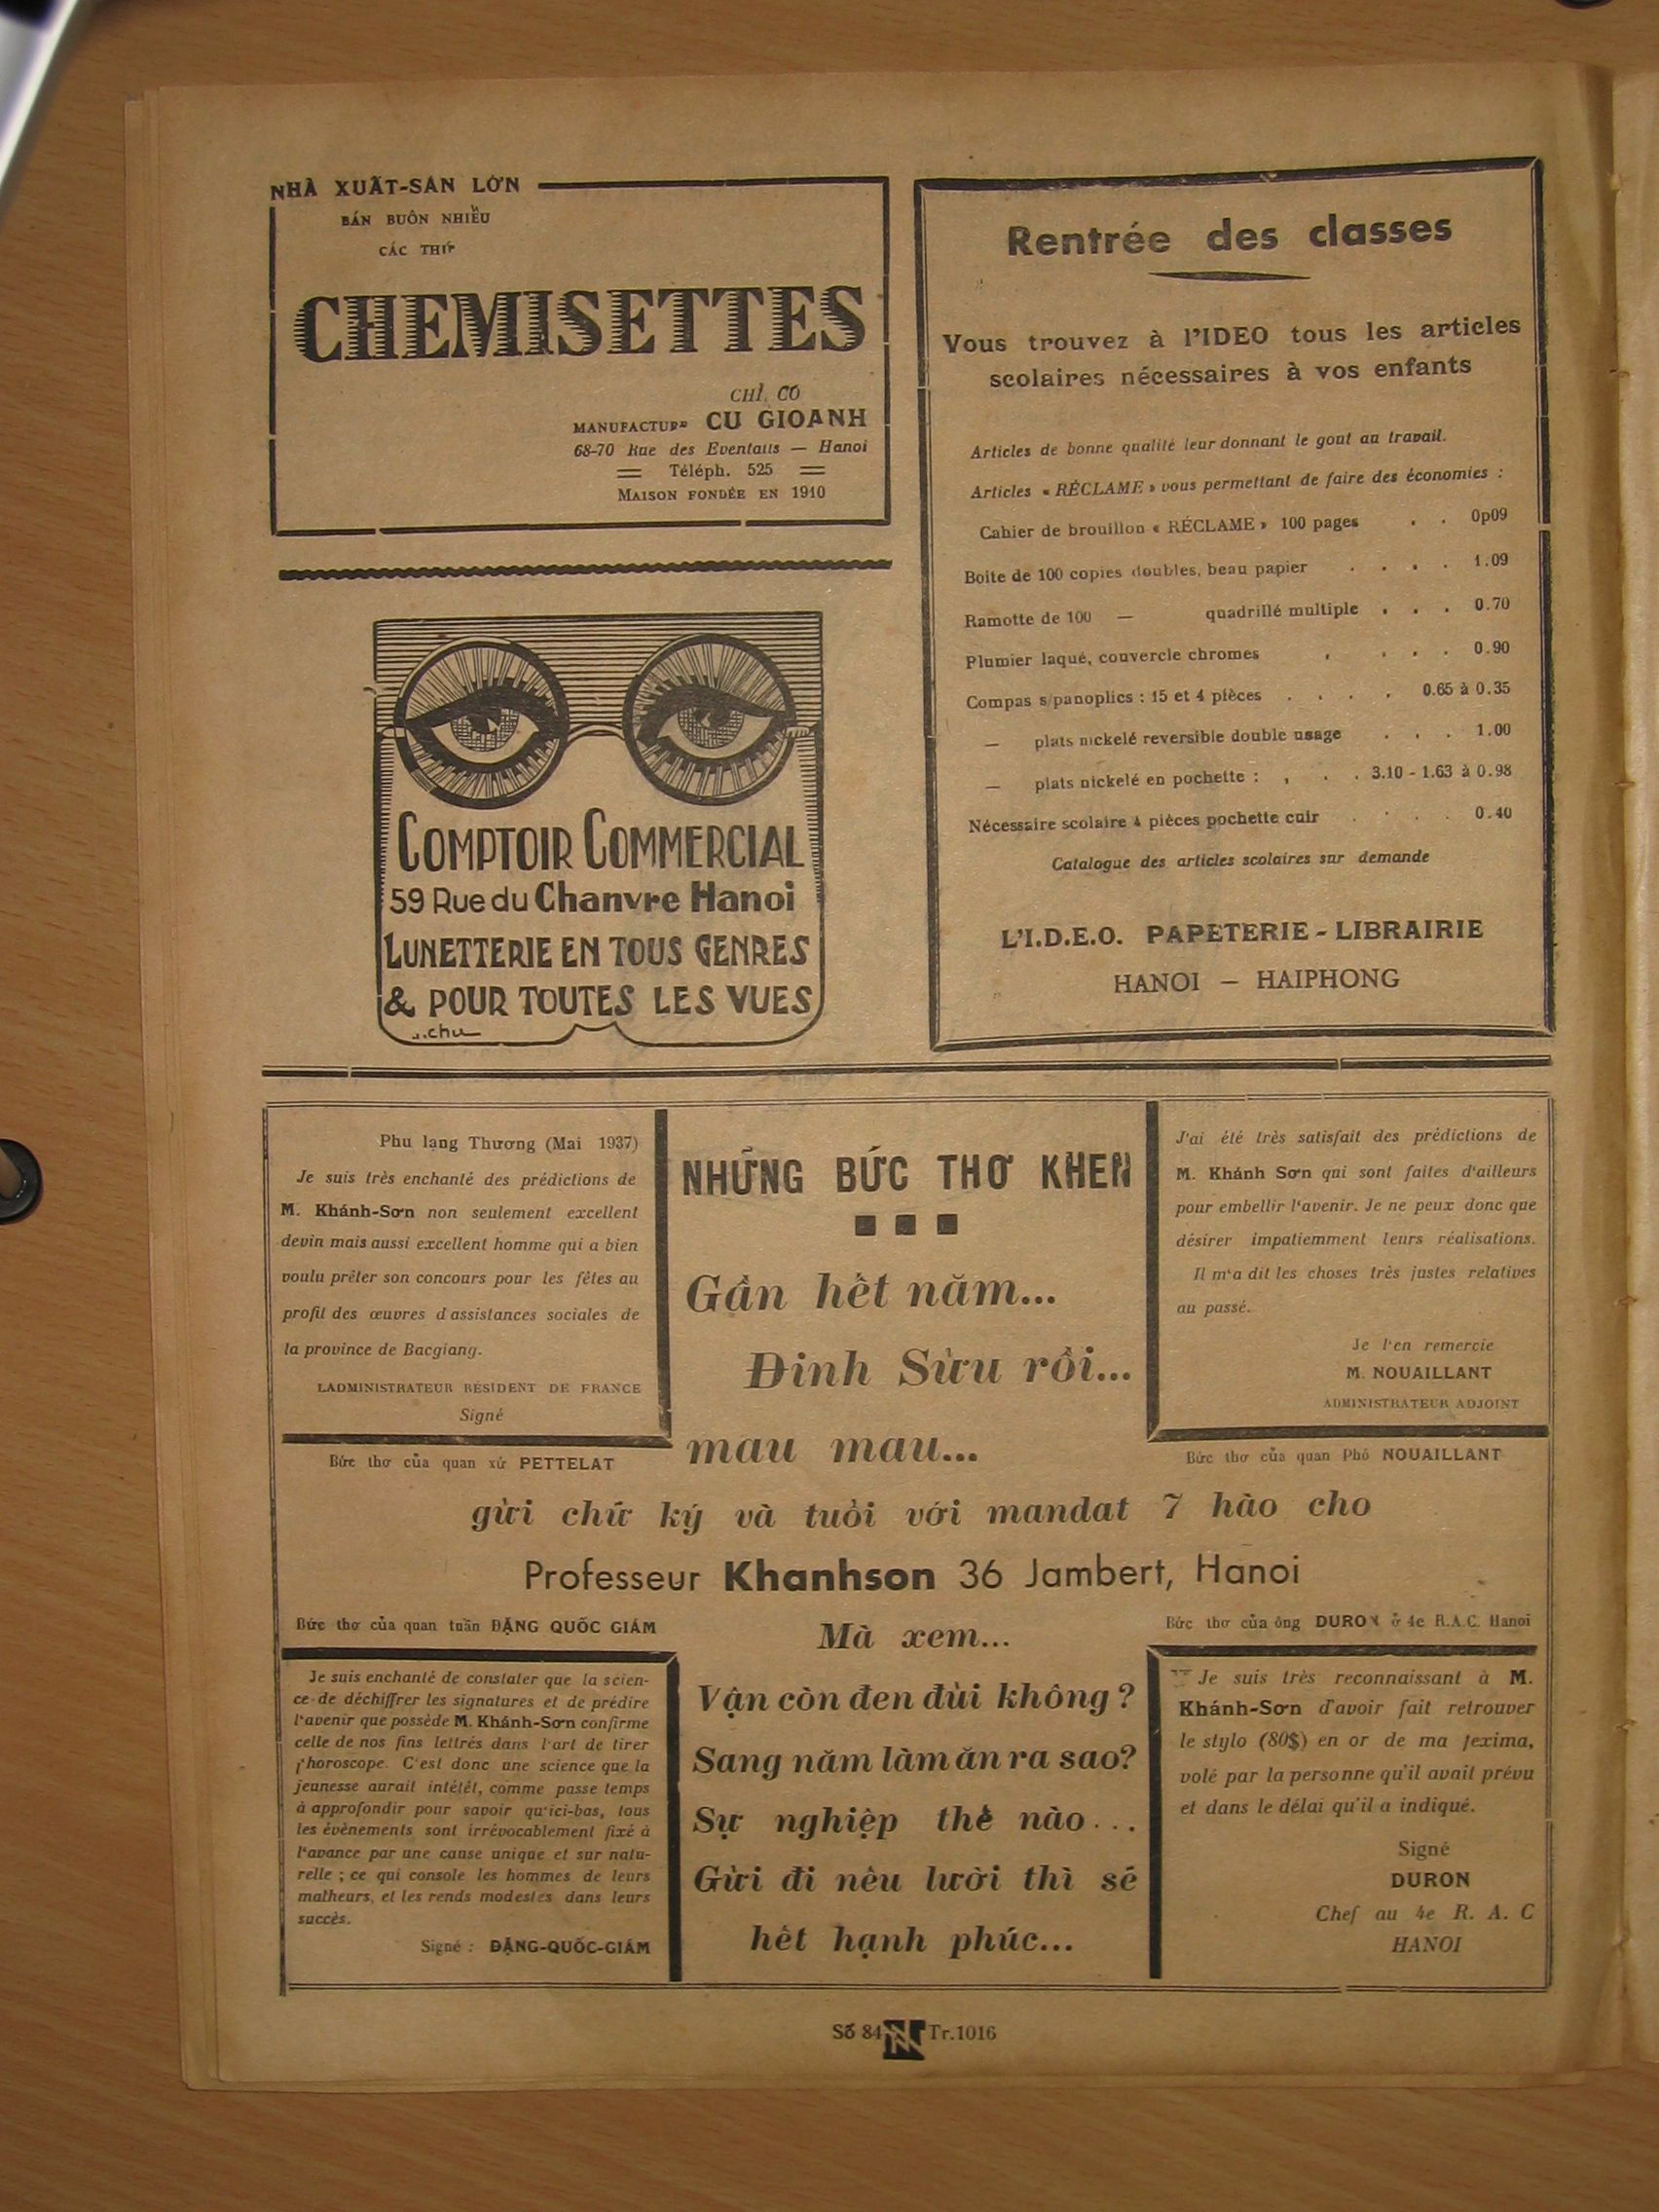 NHÀ XUẤT-SẢN LỚN
BÁN BUÔN NHIỀU
CÁC THỨ
CHEMISETTES
CHỈ CÓ
MANUFACTURE CU GIOANH
68-70 Rue des Eventails — Hanoi
Téléph. 525
MAISON FONDÉE EN 1910
COMPTOIR COMMERCIAL
59 Rue du Chanvre Hanoi
LUNETTERIE EN TOUS GENRES
& POUR TOUTES LES VUES
..chu
Rentrée des classes
Vous trouvez à l'IDEO tous les articles
scolaires nécessaires à vos enfants
Articles de bonne qualité leur donnant le gout au travail.
Articles « RÉCLAME » vous permettant de faire des économies :
Cahier de brouillon « RÉCLAME » 100 pages . . 0p09
Boite de 100 copies doubles, beau papier . . . . 1.09
Ramotte de 100 — quadrillé multiple . . . 0.70
Plumier laqué, couvercle chromes . . . . 0.90
Compas s/panoplics : 15 et 4 pièces . . . . 0.65 à 0.35
— plats nickelé reversible double usage . . . 1.00
— plats nickelé en pochette : , . . 3.10 - 1.63 à 0.98
Nécessaire scolaire 4 pièces pochette cuir . . . . 0.40
Catalogue des articles scolaires sur demande
L'I.D.E.O. PAPETERIE - LIBRAIRIE
HANOI — HAIPHONG
Phu lạng Thương (Mai 1937)
Je suis très enchanté des prédictions de
M. Khánh-Sơn non seulement excellent
devin mais aussi excellent homme qui a bien
voulu prêter son concours pour les fêtes au
profil des œuvres d'assistances sociales de
la province de Bacgiang.
LADMINISTRATEUR RÉSIDENT DE FRANCE
Signé
Bức thơ của quan xứ PETTELAT
NHỮNG BỨC THƠ KHEN
Gần hết năm...
Đinh Sửu rồi...
mau mau...
J'ai été très satisfait des prédictions de
M. Khánh Sơn qui sont faites d'ailleurs
pour embellir l'avenir. Je ne peux donc que
désirer impatiemment leurs réalisations.
Il m'a dit les choses très justes relatives
au passé.
Je l'en remercie
M. NOUAILLANT
ADMINISTRATEUR ADJOINT
Bức thơ của quan Phó NOUAILLANT
gửi chữ ký và tuổi với mandat 7 hào cho
Professeur Khanhson 36 Jambert, Hanoi
Bức thơ của quan tuần ĐẶNG QUỐC GIÁM
Je suis enchanté de constater que la scien-
ce de déchiffrer les signatures et de prédire
l'avenir que possède M. Khánh-Sơn confirme
celle de nos fins lettrés dans l'art de tirer
l'horoscope. C'est donc une science que la
jeunesse aurait intétêt, comme passe temps
à approfondir pour savoir qu'ici-bas, tous
les évènements sont irrévocablement fixé à
l'avance par une cause unique et sur natu-
relle ; ce qui console les hommes de leurs
malheurs, et les rends modestes dans leurs
succès.
Signé : ĐẶNG-QUỐC-GIÁM
Mà xem...
Vận còn đen đủi không ?
Sang năm làm ăn ra sao?
Sự nghiệp thế nào...
Gửi đi nếu lười thì sẽ
hết hạnh phúc...
Bức thơ của ông DURON ở 4e R.A.C. Hanoi
Je suis très reconnaissant à M.
Khánh-Sơn d'avoir fait retrouver
le stylo (80$) en or de ma fexima,
volé par la personne qu'il avait prévu
et dans le délai qu'il a indiqué.
Signé
DURON
Chef au 4e R. A. C
HANOI
Số 84 Tr.1016